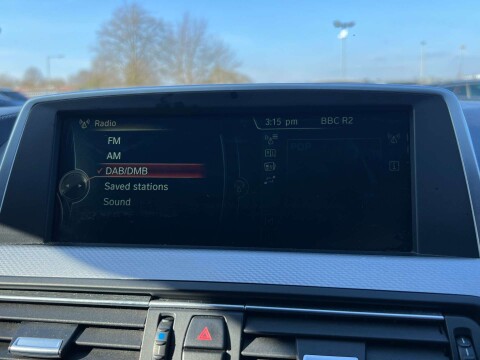 Radio 3:15 pm BBC R2
FM
AM
DAB/DMB
Saved stations
Sound